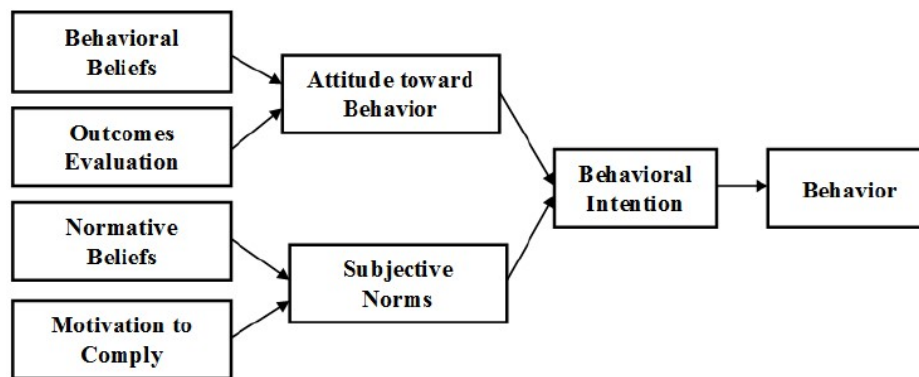 Behavioral
Beliefs
Outcomes
Evaluation
Normative
Beliefs
Motivation to
Comply
Attitude toward
Behavior
Subjective
Norms
Behavioral
Intention
Behavior